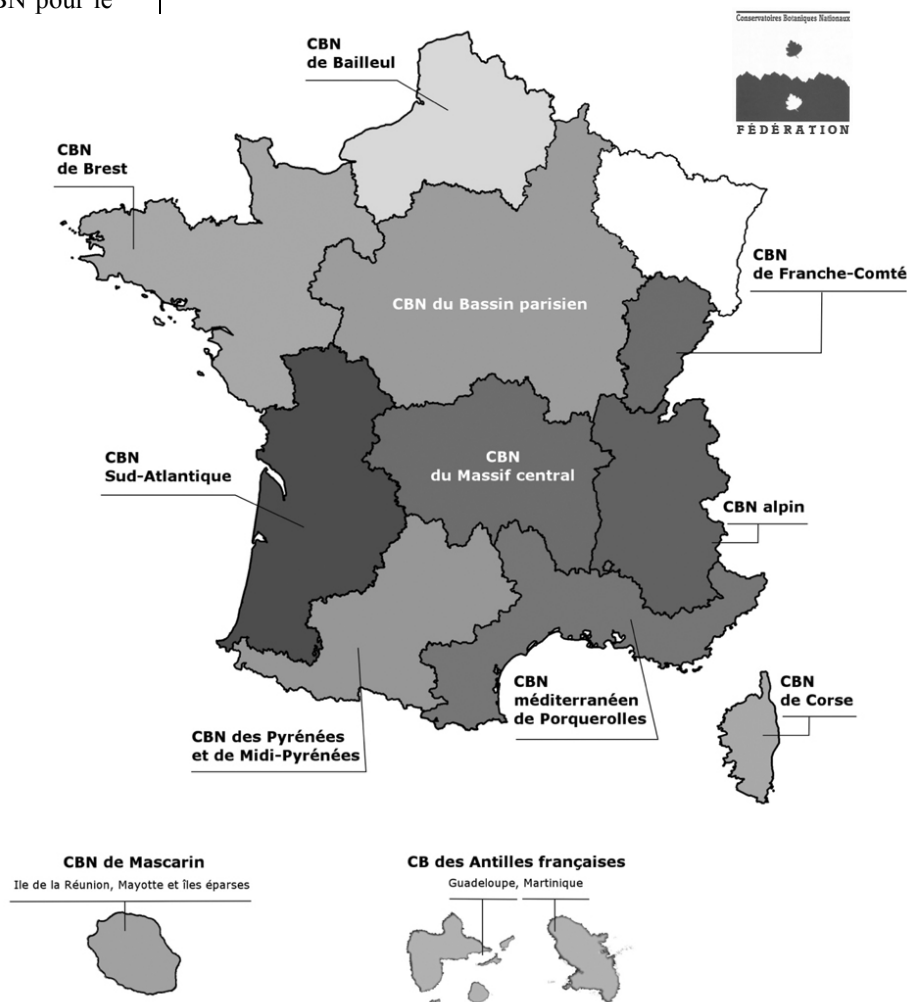 BN pour le
Conservatoires Botaniques Nationaux
FÉDÉRATION
CBN
de Bailleul
CBN
de Brest
CBN
de Franche-Comté
CBN du Bassin parisien
CBN
Sud-Atlantique
CBN
du Massif central
CBN alpin
CBN
méditerranéen
de Porquerolles
CBN
de Corse
CBN des Pyrénées
et de Midi-Pyrénées
CBN de Mascarin
Ile de la Réunion, Mayotte et îles éparses
CB des Antilles françaises
Guadeloupe, Martinique